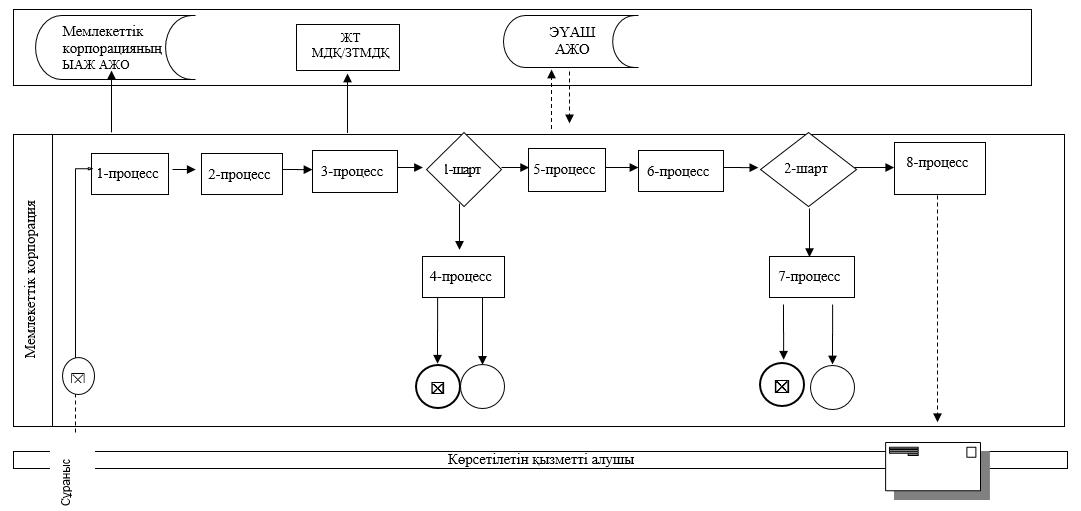 Мемлекеттік
корпорацияның
ЫАЖ АЖО
ЖТ
МДҚ/ЗТМДҚ
ЭҮАШ
АЖО
Мемлекеттік корпорация
1-процесс
2-процесс
3-процесс
1-шарт
5-процесс
6-процесс
2-шарт
8-процесс
4-процесс
7-процесс
Сұраныс
Көрсетілетін қызметті алушы